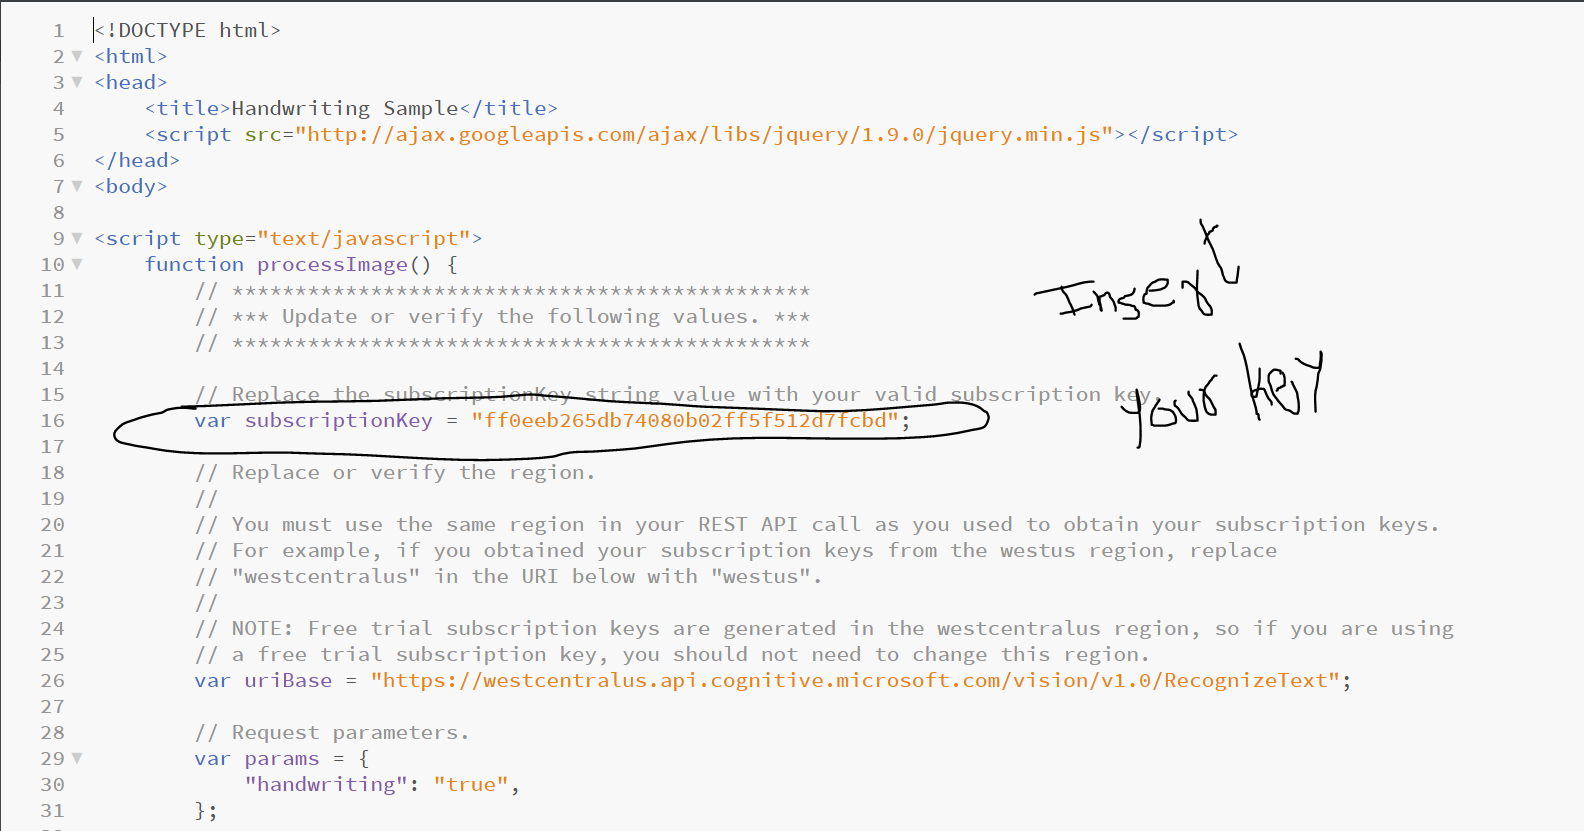 1 <!DOCTYPE html>
2 <html>
3 <head>
4 <title>Handwriting Sample</title>
5 <script src="http://ajax.googleapis.com/ajax/libs/jquery/1.9.0/jquery.min.js"></script>
6 </head>
7 <body>
8
9 <script type="text/javascript">
10 function processImage() {
11 // **********************************************
12 // *** Update or verify the following values. ***
13 // **********************************************
14
15 // Replace the subscriptionKey string value with your valid subscription key.
16 var subscriptionKey = "ff0eeb265db74080b02ff5f512d7fcbd";
17
18 // Replace or verify the region.
19 //
20 // You must use the same region in your REST API call as you used to obtain your subscription keys.
21 // For example, if you obtained your subscription keys from the westus region, replace
22 // "westcentralus" in the URI below with "westus".
23 //
24 // NOTE: Free trial subscription keys are generated in the westcentralus region, so if you are using
25 // a free trial subscription key, you should not need to change this region.
26 var uriBase = "https://westcentralus.api.cognitive.microsoft.com/vision/v1.0/RecognizeText";
27
28 // Request parameters.
29 var params = {
30 "handwriting": "true",
31 };
Insert
your key